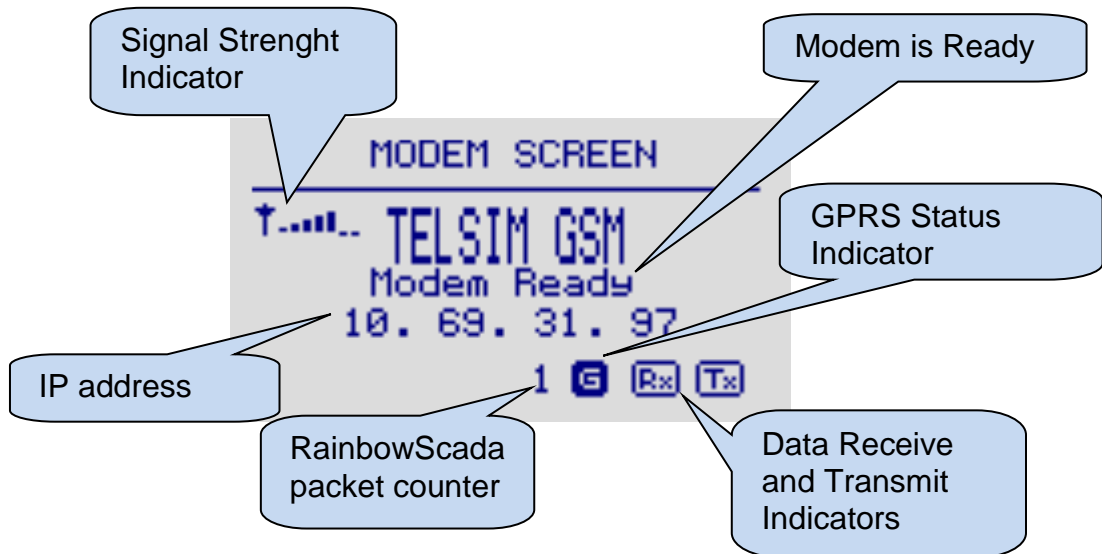 Signal Strenght
Indicator
Modem is Ready
MODEM SCREEN
TELSIM GSM
Modem Ready
10. 69. 31. 97
GPRS Status
Indicator
IP address
1 G Rx Tx
RainbowScada
packet counter
Data Receive
and Transmit
Indicators